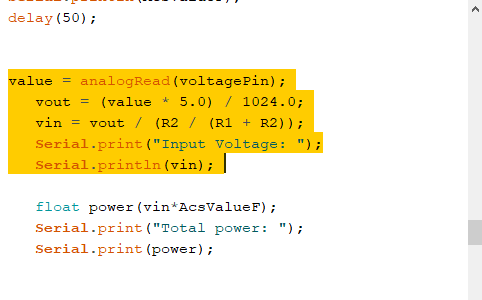 delay(50);
value = analogRead(voltagePin);
vout = (value * 5.0) / 1024.0;
vin = vout / (R2 / (R1 + R2));
Serial.print("Input Voltage: ");
Serial.println(vin);
float power(vin*AcsValueF);
Serial.print("Total power: ");
Serial.print(power);